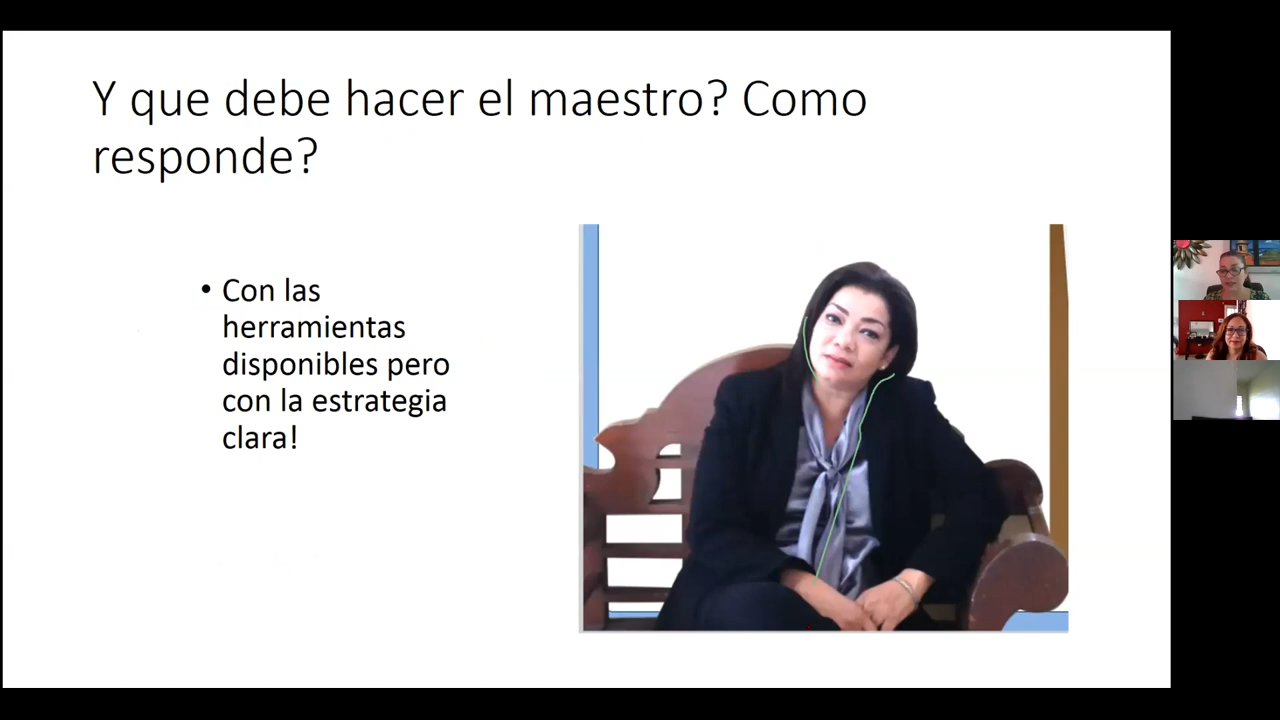 Y que debe hacer el maestro? Como
responde?
• Con las
herramientas
disponibles pero
con la estrategia
clara!